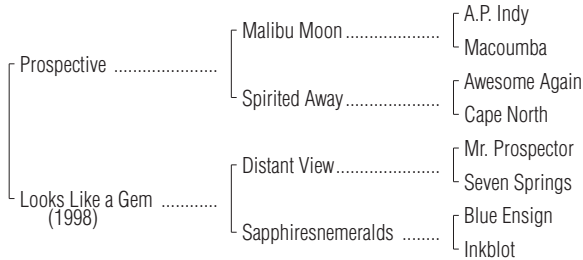 A.P. Indy
Malibu Moon
Macoumba
Prospective
Awesome Again
Spirited Away
Cape North
Mr. Prospector
Distant View
Seven Springs
Looks Like a Gem
(1998)
Blue Ensign
Sapphiresnemeralds
Inkblot